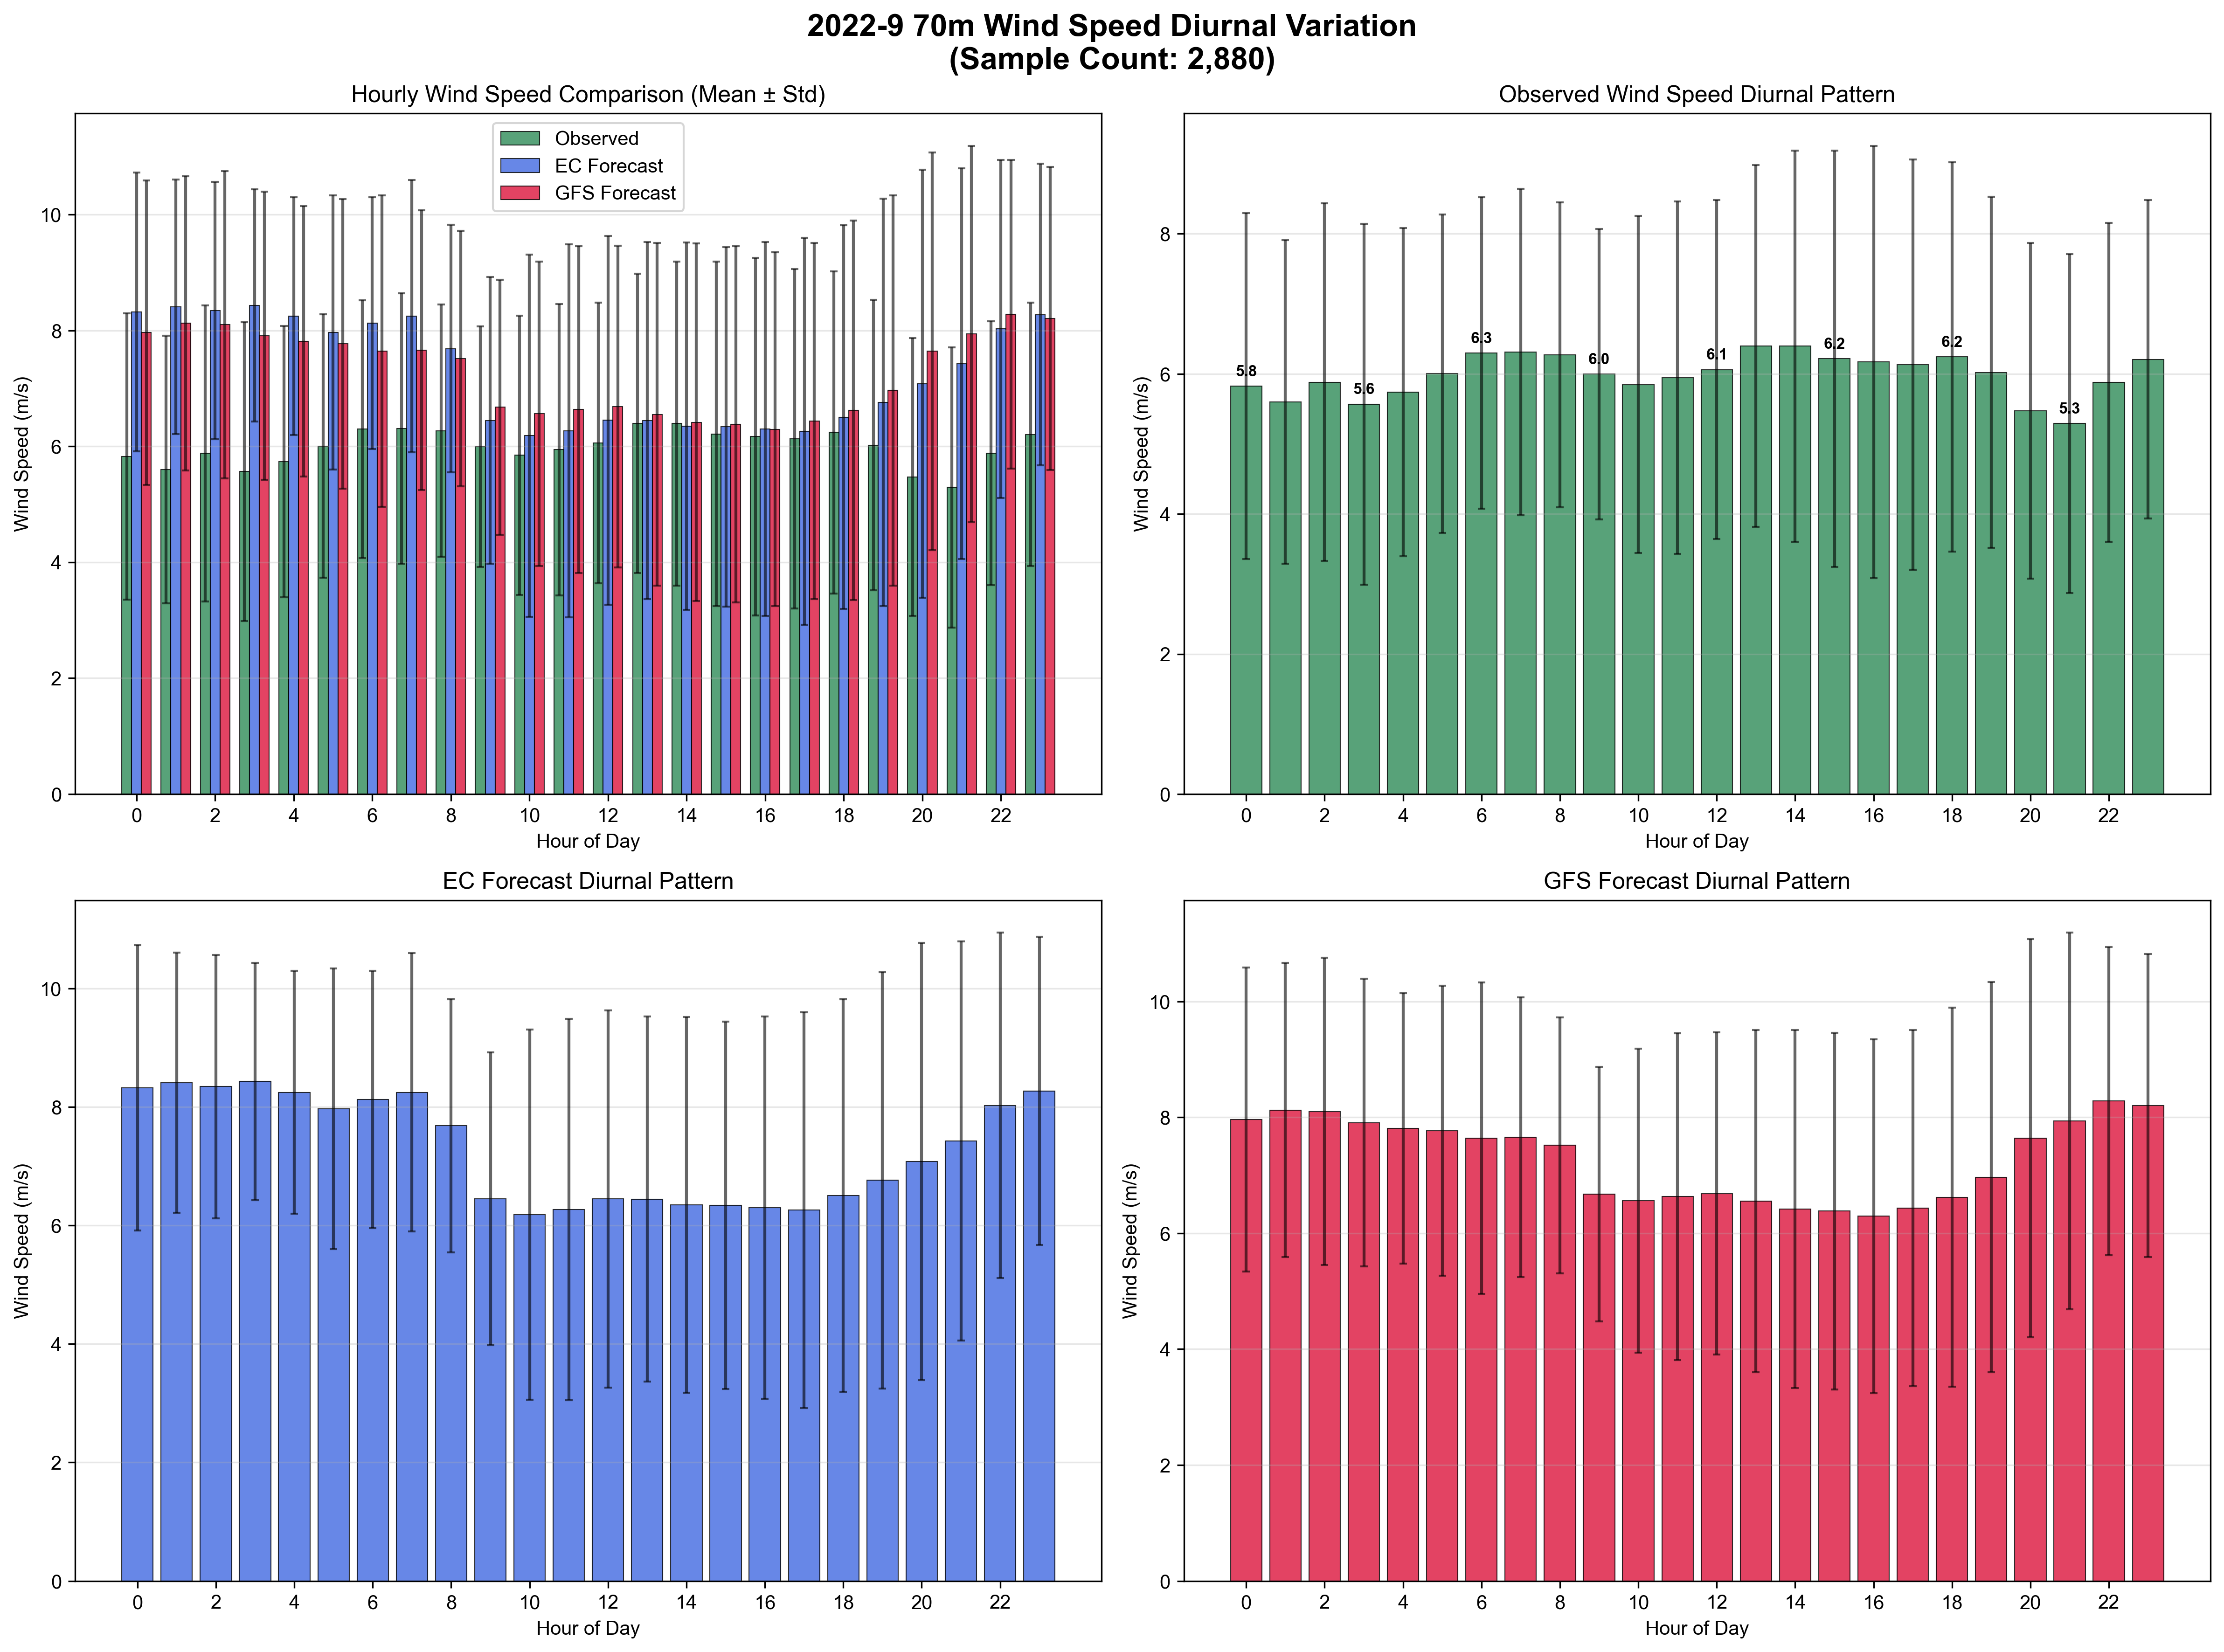 2022-9 70m Wind Speed Diurnal Variation
(Sample Count: 2,880)
Hourly Wind Speed Comparison (Mean ± Std)
Observed
EC Forecast
GFS Forecast
Wind Speed (m/s)
10
8
6
4
2
0
0 2 4 6 8 10 12 14 16 18 20 22
Hour of Day
Observed Wind Speed Diurnal Pattern
Wind Speed (m/s)
8
6
4
2
0
5.8 5.6 6.3 6.0 6.1 6.2 6.2 5.3
0 2 4 6 8 10 12 14 16 18 20 22
Hour of Day
EC Forecast Diurnal Pattern
Wind Speed (m/s)
10
8
6
4
2
0
0 2 4 6 8 10 12 14 16 18 20 22
Hour of Day
GFS Forecast Diurnal Pattern
Wind Speed (m/s)
10
8
6
4
2
0
0 2 4 6 8 10 12 14 16 18 20 22
Hour of Day